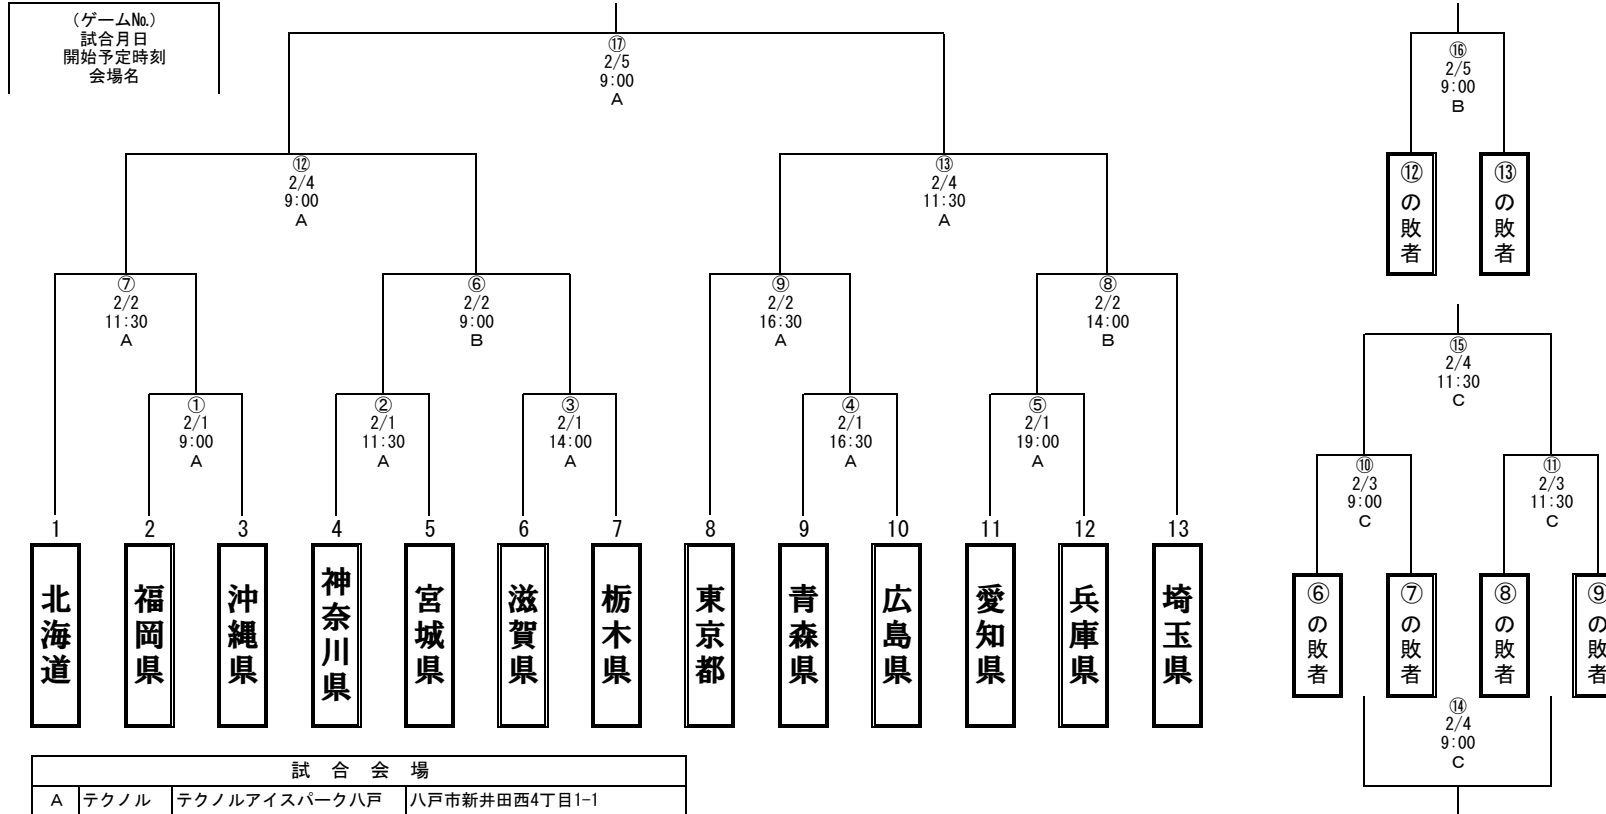 （ゲームNo.）
試合月日
開始予定時刻
会場名
⑰
2/5
9:00
A
⑯
2/5
9:00
B
⑫の敗者
⑬の敗者
⑫
2/4
9:00
A
⑬
2/4
11:30
A
⑦
2/2
11:30
A
⑥
2/2
9:00
B
⑨
2/2
16:30
A
⑧
2/2
14:00
B
⑮
2/4
11:30
C
①
2/1
9:00
A
②
2/1
11:30
A
③
2/1
14:00
A
④
2/1
16:30
A
⑤
2/1
19:00
A
⑩
2/3
9:00
C
⑪
2/3
11:30
C
1
2
3
4
5
6
7
8
9
10
11
12
13
北海道
福岡県
沖縄県
神奈川県
宮城県
滋賀県
栃木県
東京都
青森県
広島県
愛知県
兵庫県
埼玉県
⑥の敗者
⑦の敗者
⑧の敗者
⑨の敗者
⑭
2/4
9:00
C
試合会場
A テクノル テクノルアイスパーク八戸 八戸市新井田西4丁目1-1